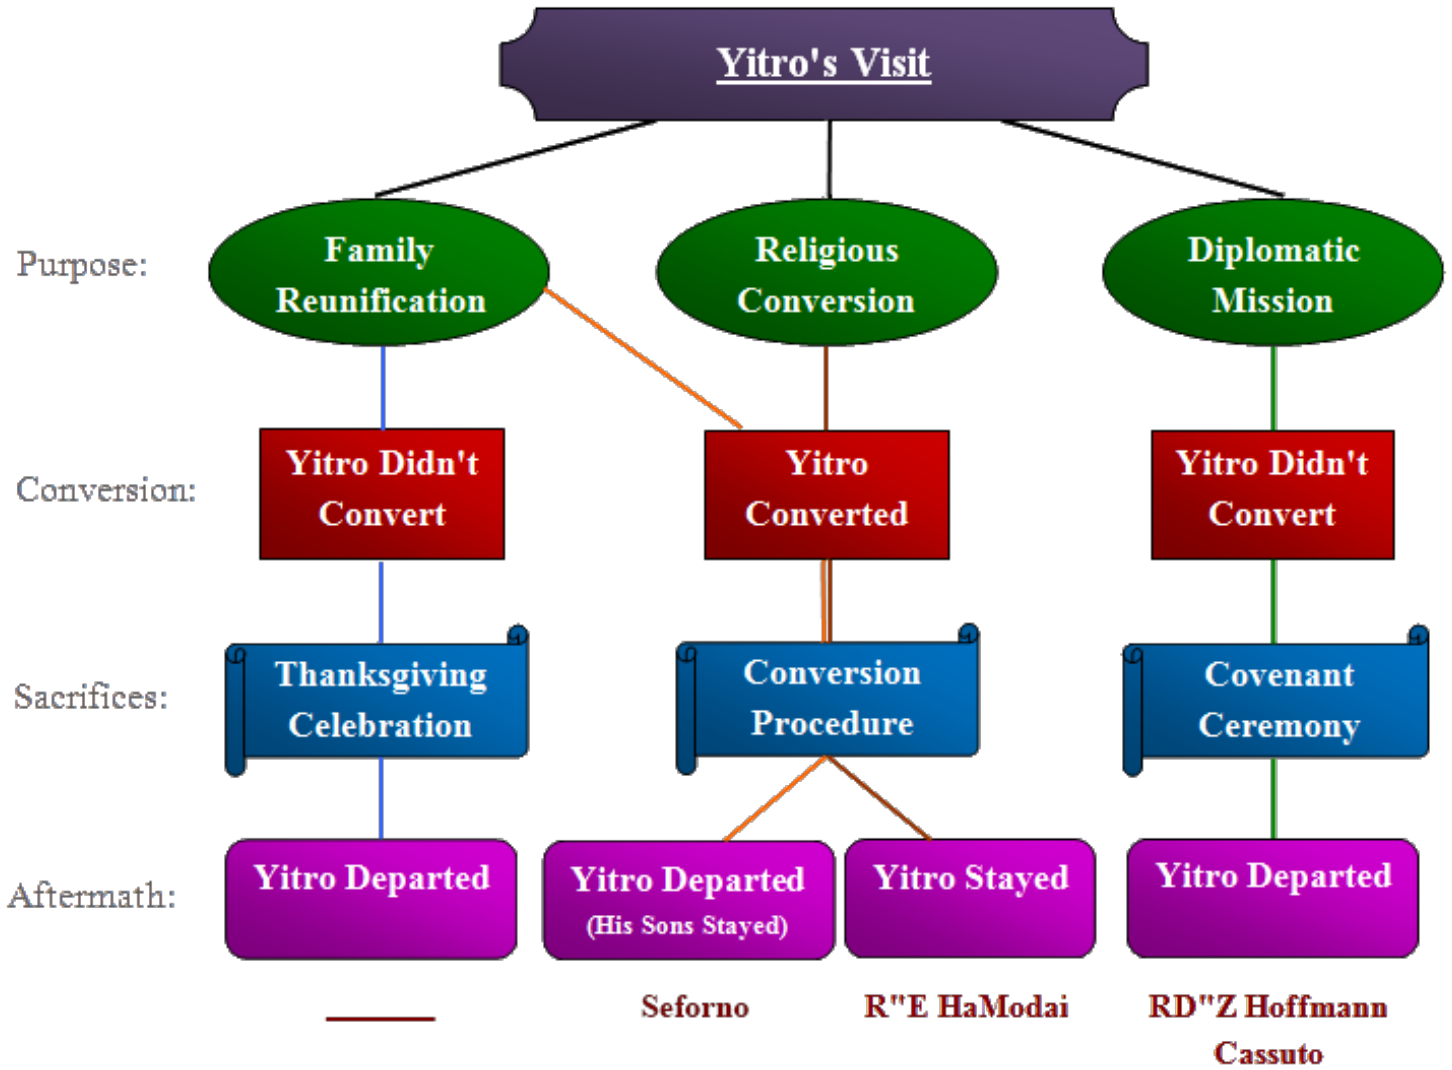 Yitro's Visit
Purpose:
Family
Reunification
Religious
Conversion
Diplomatic
Mission
Conversion:
Yitro Didn't
Convert
Yitro
Converted
Yitro Didn't
Convert
Sacrifices:
Thanksgiving
Celebration
Conversion
Procedure
Covenant
Ceremony
Aftermath:
Yitro Departed
Yitro Departed
(His Sons Stayed)
Yitro Stayed
Yitro Departed
Seforno
R"E HaModai
RD"Z Hoffmann
Cassuto